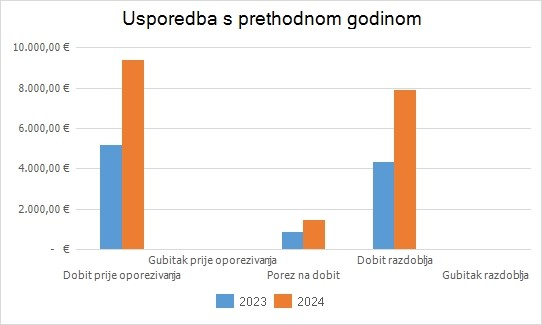 Usporedba s prethodnom godinom
10.000,00 €
8.000,00 €
6.000,00 €
4.000,00 €
2.000,00 €
- €
Gubitak prije oporezivanja Dobit razdoblja
Dobit prije oporezivanja Porez na dobit Gubitak razdoblja
2023 2024